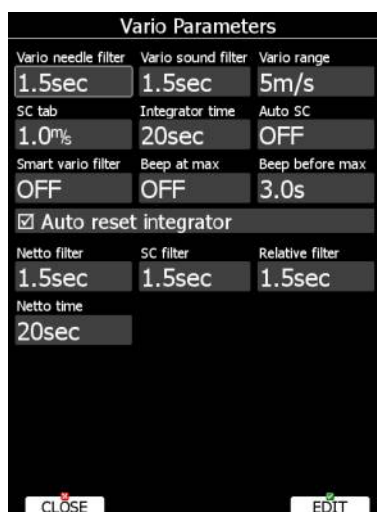 Vario Parameters
Vario needle filter Vario sound filter Vario range
1.5sec 1.5sec 5m/s
SC tab Integrator time Auto SC
1.0m/s 20sec OFF
Smart vario filter Beep at max Beep before max
OFF OFF 3.0s
Auto reset integrator
Netto filter SC filter Relative filter
1.5sec 1.5sec 1.5sec
Netto time
20sec
CLOSE EDIT